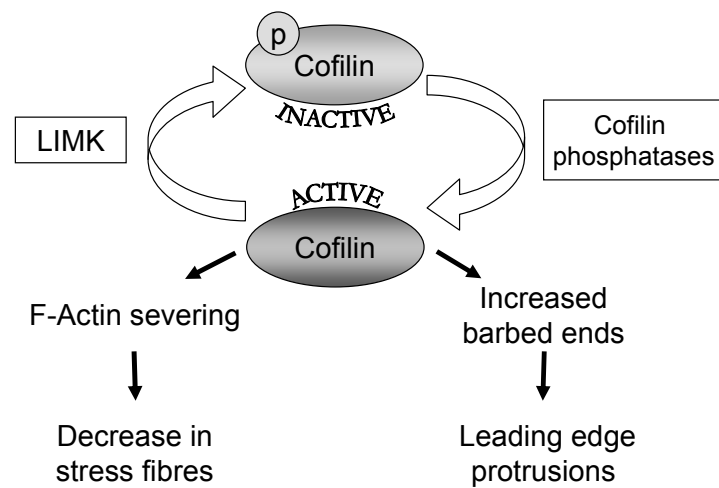 p
Cofilin
INACTIVE
LIMK
Cofilin
phosphatases
ACTIVE
Cofilin
F-Actin severing
Increased
barbed ends
Decrease in
stress fibres
Leading edge
protrusions